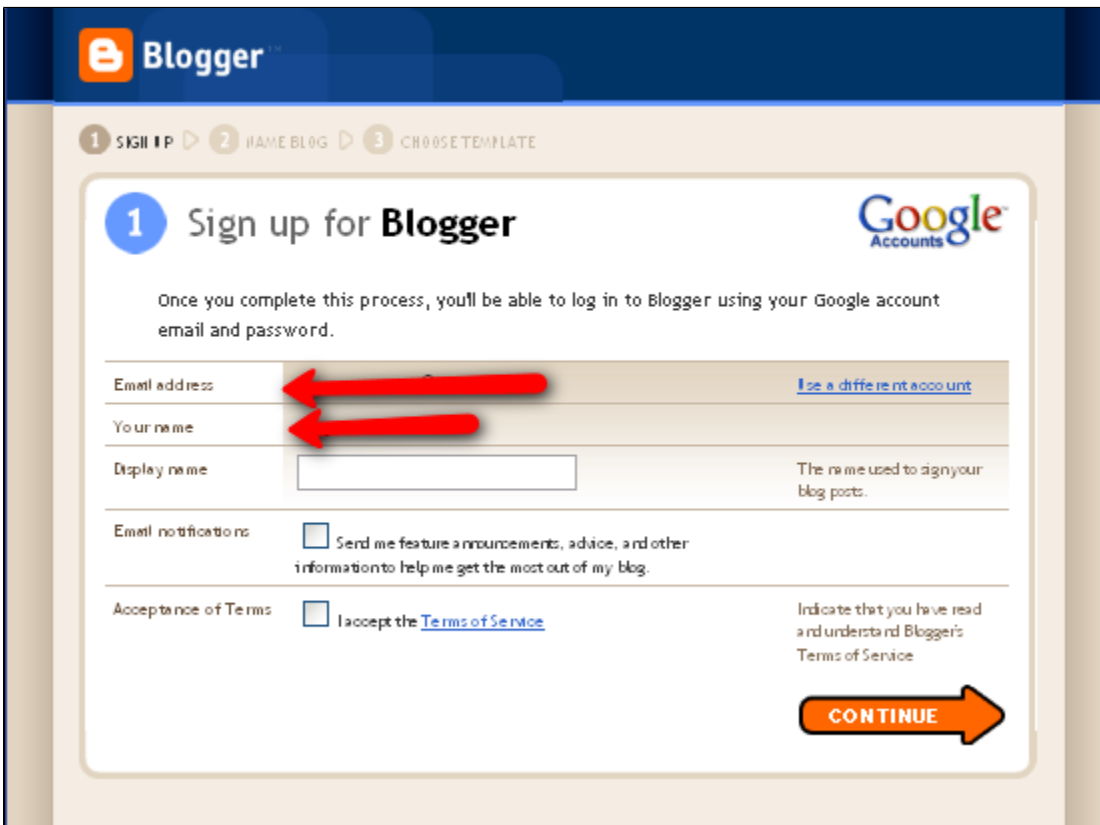 Blogger™
1 SIGN UP 2 NAME BLOG 3 CHOOSE TEMPLATE
1 Sign up for Blogger
Google™
Accounts
Once you complete this process, you'll be able to log in to Blogger using your Google account
email and password.
Email address
Use a different account
Your name
Display name
The name used to sign your
blog posts.
Email notifications
Send me feature announcements, advice, and other
information to help me get the most out of my blog.
Acceptance of Terms
I accept the Terms of Service
Indicate that you have read
and understand Blogger's
Terms of Service
CONTINUE